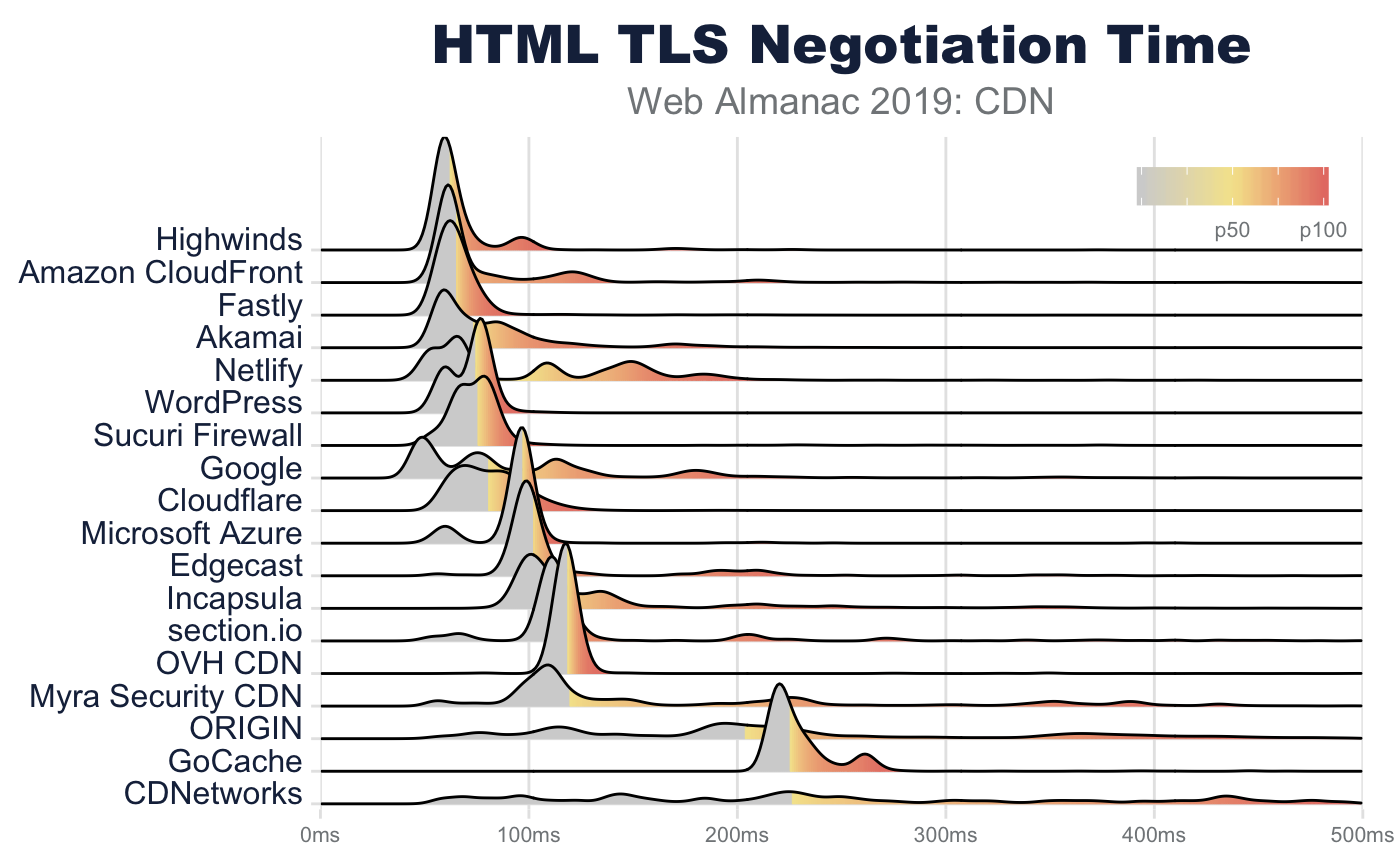 HTML TLS Negotiation Time
Web Almanac 2019: CDN
p50 p100
Highwinds
Amazon CloudFront
Fastly
Akamai
Netlify
WordPress
Sucuri Firewall
Google
Cloudflare
Microsoft Azure
Edgecast
Incapsula
section.io
OVH CDN
Myra Security CDN
ORIGIN
GoCache
CDNetworks
0ms 100ms 200ms 300ms 400ms 500ms